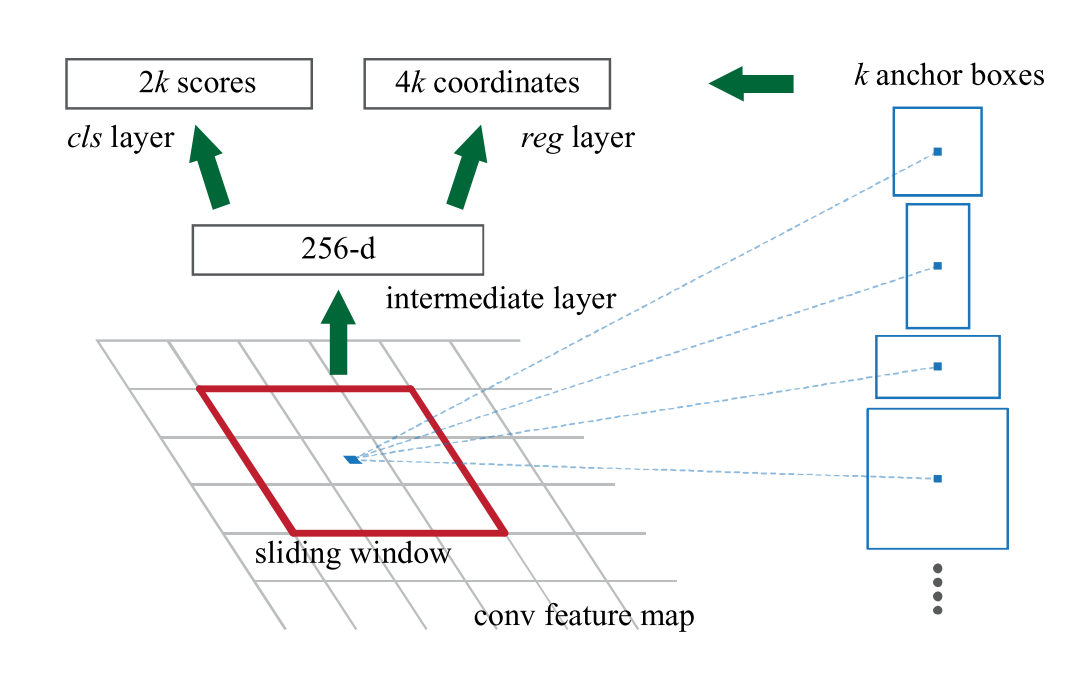 2k scores
4k coordinates
k anchor boxes
cls layer
reg layer
256-d
intermediate layer
sliding window
conv feature map